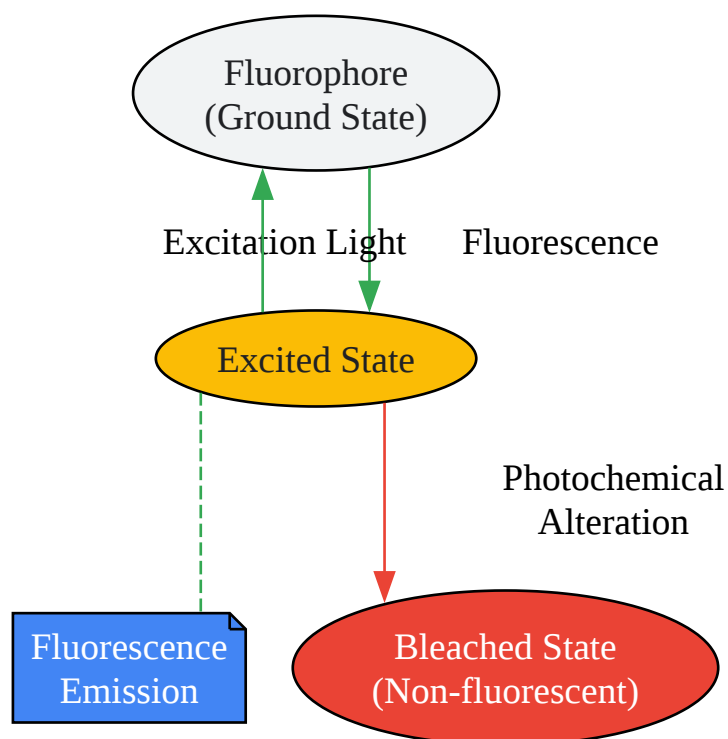 Fluorophore
(Ground State)
Excitation Light
Fluorescence
Excited State
Photochemical
Alteration
Fluorescence
Emission
Bleached State
(Non-fluorescent)